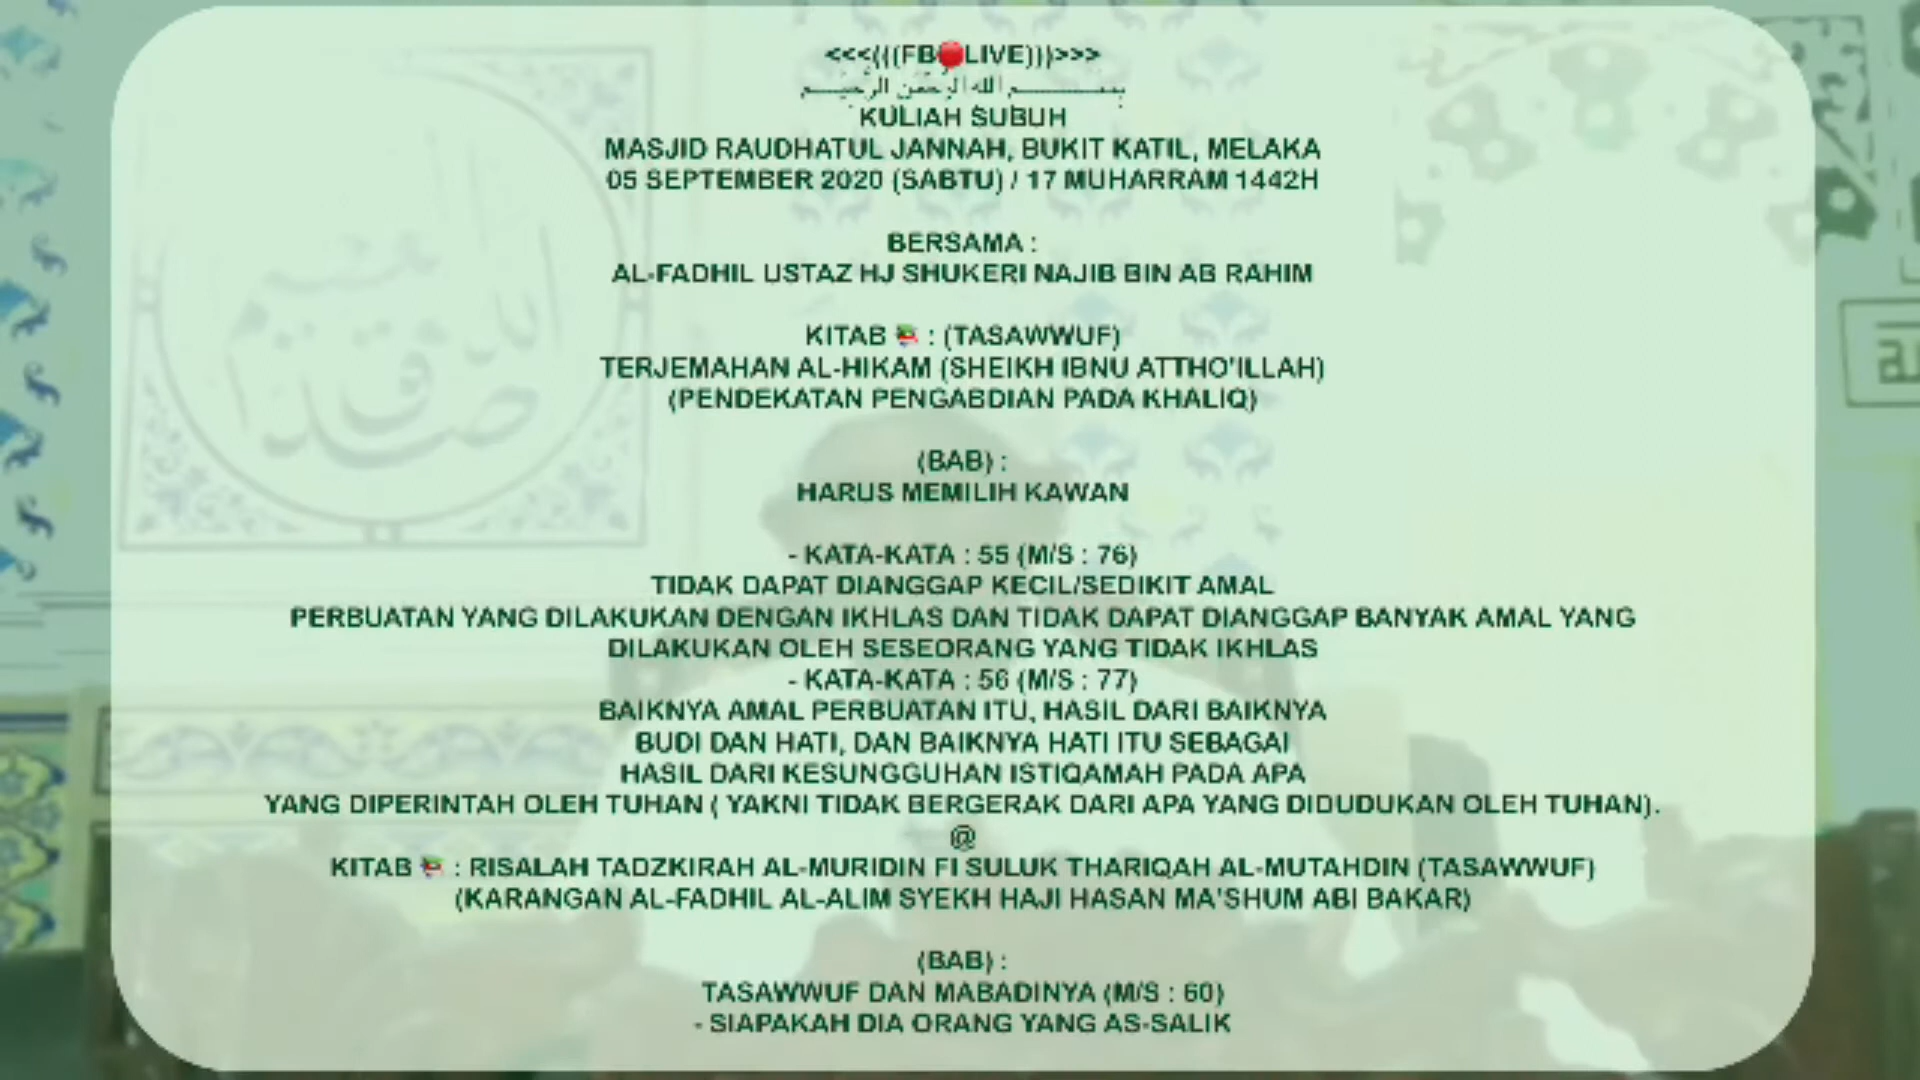 <<<(((FB🔴LIVE)))>>>
بِسْــــــــمِ اللهِ الرَّحْمَنِ الرَّحِيْــــمِ
KULIAH SUBUH
MASJID RAUDHATUL JANNAH, BUKIT KATIL, MELAKA
05 SEPTEMBER 2020 (SABTU) / 17 MUHARRAM 1442H
BERSAMA :
AL-FADHIL USTAZ HJ SHUKERI NAJIB BIN AB RAHIM
KITAB 📚 : (TASAWWUF)
TERJEMAHAN AL-HIKAM (SHEIKH IBNU ATTHO'ILLAH)
(PENDEKATAN PENGABDIAN PADA KHALIQ)
(BAB) :
HARUS MEMILIH KAWAN
- KATA-KATA : 55 (M/S : 76)
TIDAK DAPAT DIANGGAP KECIL/SEDIKIT AMAL
PERBUATAN YANG DILAKUKAN DENGAN IKHLAS DAN TIDAK DAPAT DIANGGAP BANYAK AMAL YANG
DILAKUKAN OLEH SESEORANG YANG TIDAK IKHLAS
- KATA-KATA : 56 (M/S : 77)
BAIKNYA AMAL PERBUATAN ITU, HASIL DARI BAIKNYA
BUDI DAN HATI, DAN BAIKNYA HATI ITU SEBAGAI
HASIL DARI KESUNGGUHAN ISTIQAMAH PADA APA
YANG DIPERINTAH OLEH TUHAN ( YAKNI TIDAK BERGERAK DARI APA YANG DIDUDUKAN OLEH TUHAN).
@
KITAB 📚 : RISALAH TADZKIRAH AL-MURIDIN FI SULUK THARIQAH AL-MUTAHDIN (TASAWWUF)
(KARANGAN AL-FADHIL AL-ALIM SYEKH HAJI HASAN MA'SHUM ABI BAKAR)
(BAB) :
TASAWWUF DAN MABADINYA (M/S : 60)
- SIAPAKAH DIA ORANG YANG AS-SALIK